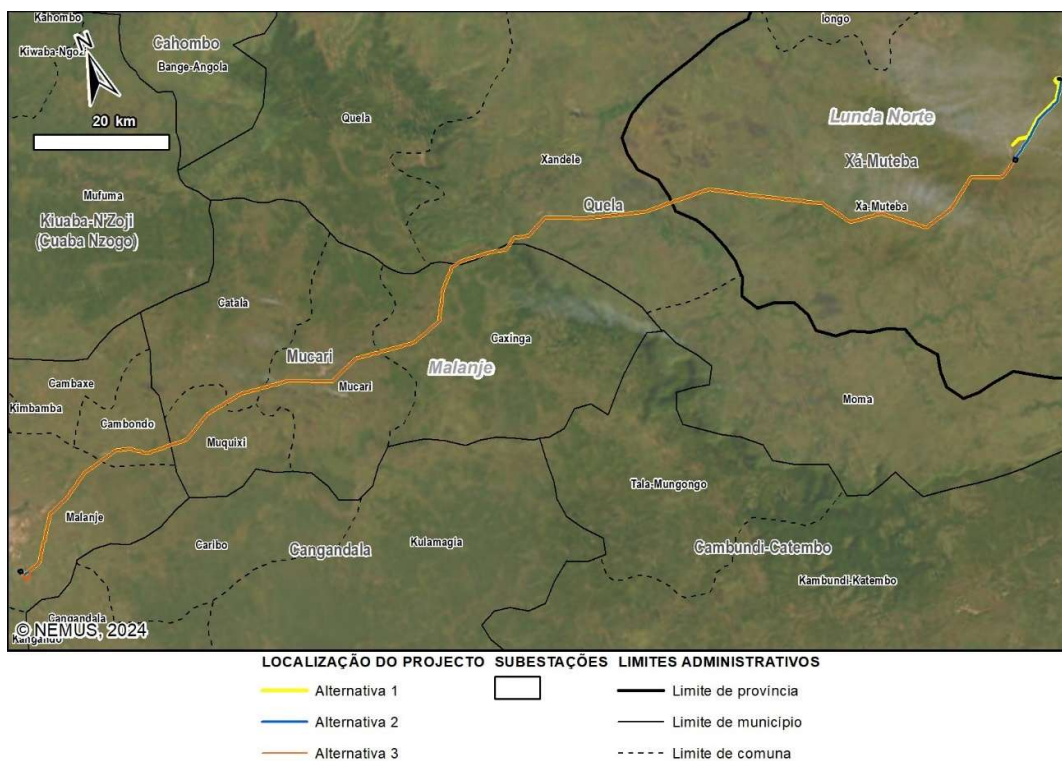 Kahombo
Cahombo
Iongo
Kiwaba-Ngozi
Bange-Angola
N
20 km
Quela
Lunda Norte
Xandele
Xá-Muteba
Mufuma
Quela
Xa-Muteba
Kiuaba-N'Zoji
(Cuaba Nzogo)
Catala
Caxinga
Mucari
Malanje
Cambaxe
Mucari
Kimbamba
Moma
Cambondo
Muquixi
Tala-Mungongo
Malanje
Caribo
Cangandala
Kulamagia
Cambundi-Catembo
Kambundi-Katembo
Cangandala
© NEMUS, 2024
LOCALIZAÇÃO DO PROJECTO SUBESTAÇÕES LIMITES ADMINISTRATIVOS
Alternativa 1 Limite de província
Alternativa 2 Limite de município
Alternativa 3 Limite de comuna